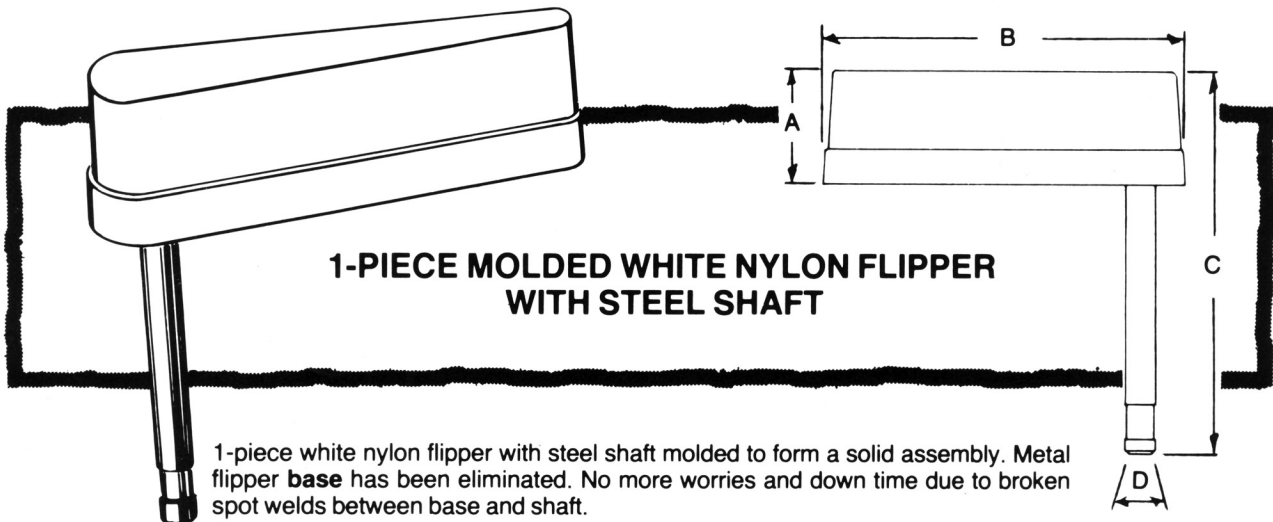 B
A
1-PIECE MOLDED WHITE NYLON FLIPPER
WITH STEEL SHAFT
C
1-piece white nylon flipper with steel shaft molded to form a solid assembly. Metal
flipper base has been eliminated. No more worries and down time due to broken
spot welds between base and shaft.
D